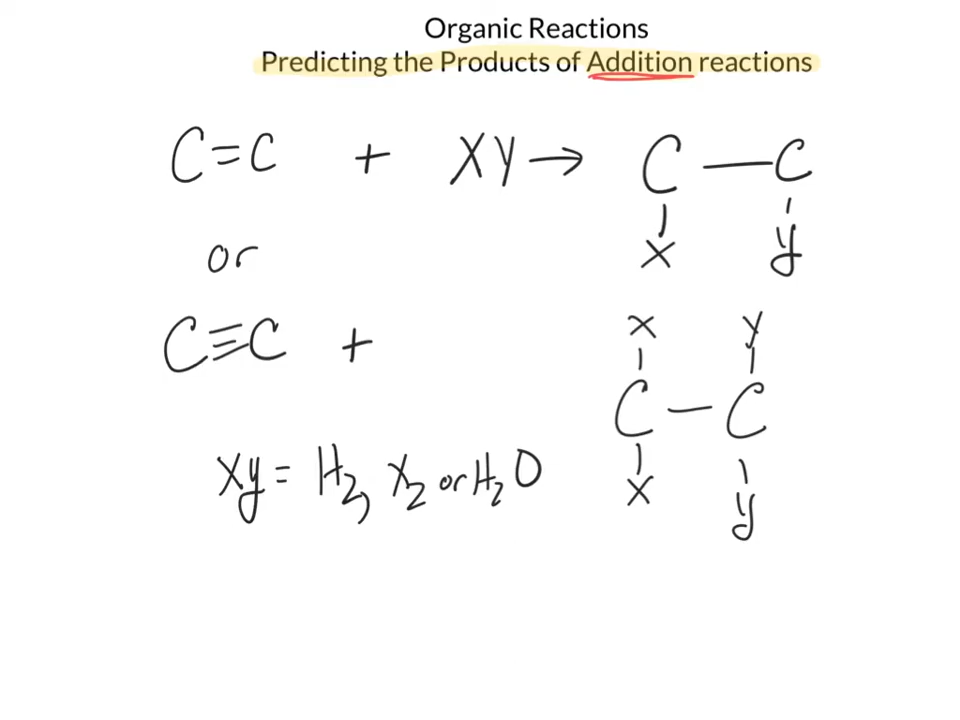 Organic Reactions
Predicting the Products of Addition reactions
C=C + XY → C — C
X y
or
C≡C +
X Y
C — C
X y
Xy = H₂, X₂ or H₂O